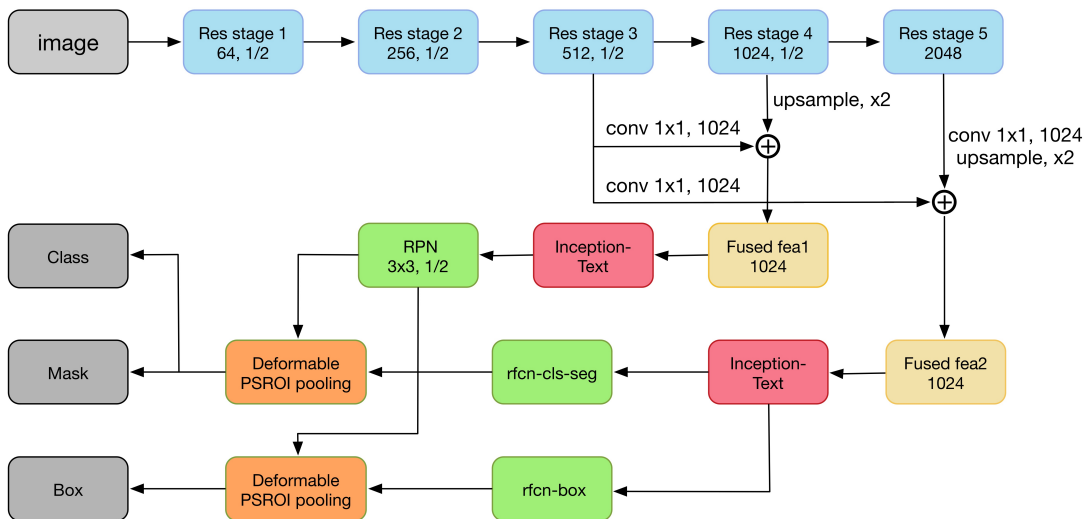 image
Res stage 1
64, 1/2
Res stage 2
256, 1/2
Res stage 3
512, 1/2
Res stage 4
1024, 1/2
Res stage 5
2048
upsample, x2
conv 1x1, 1024
conv 1x1, 1024
upsample, x2
conv 1x1, 1024
Class
RPN
3x3, 1/2
Inception-
Text
Fused fea1
1024
Mask
Deformable
PSROI pooling
rfcn-cls-seg
Inception-
Text
Fused fea2
1024
Box
Deformable
PSROI pooling
rfcn-box